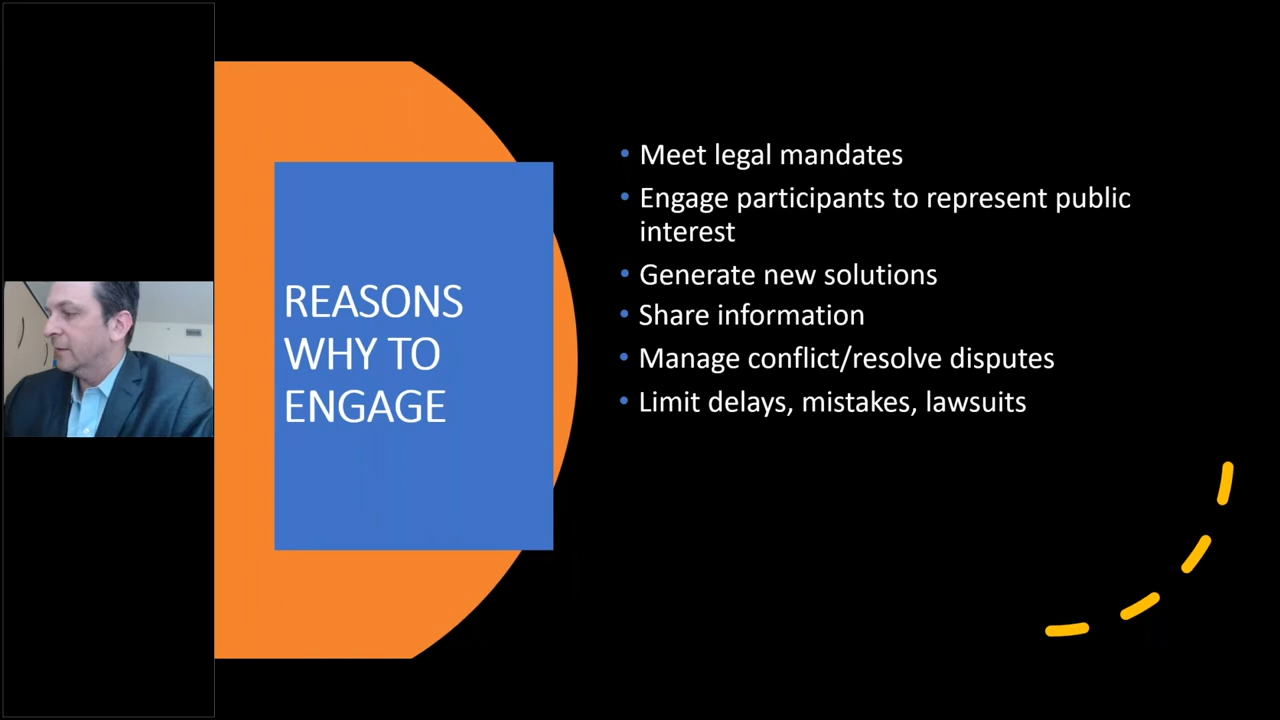 REASONS
WHY TO
ENGAGE
• Meet legal mandates
• Engage participants to represent public
interest
• Generate new solutions
• Share information
• Manage conflict/resolve disputes
• Limit delays, mistakes, lawsuits